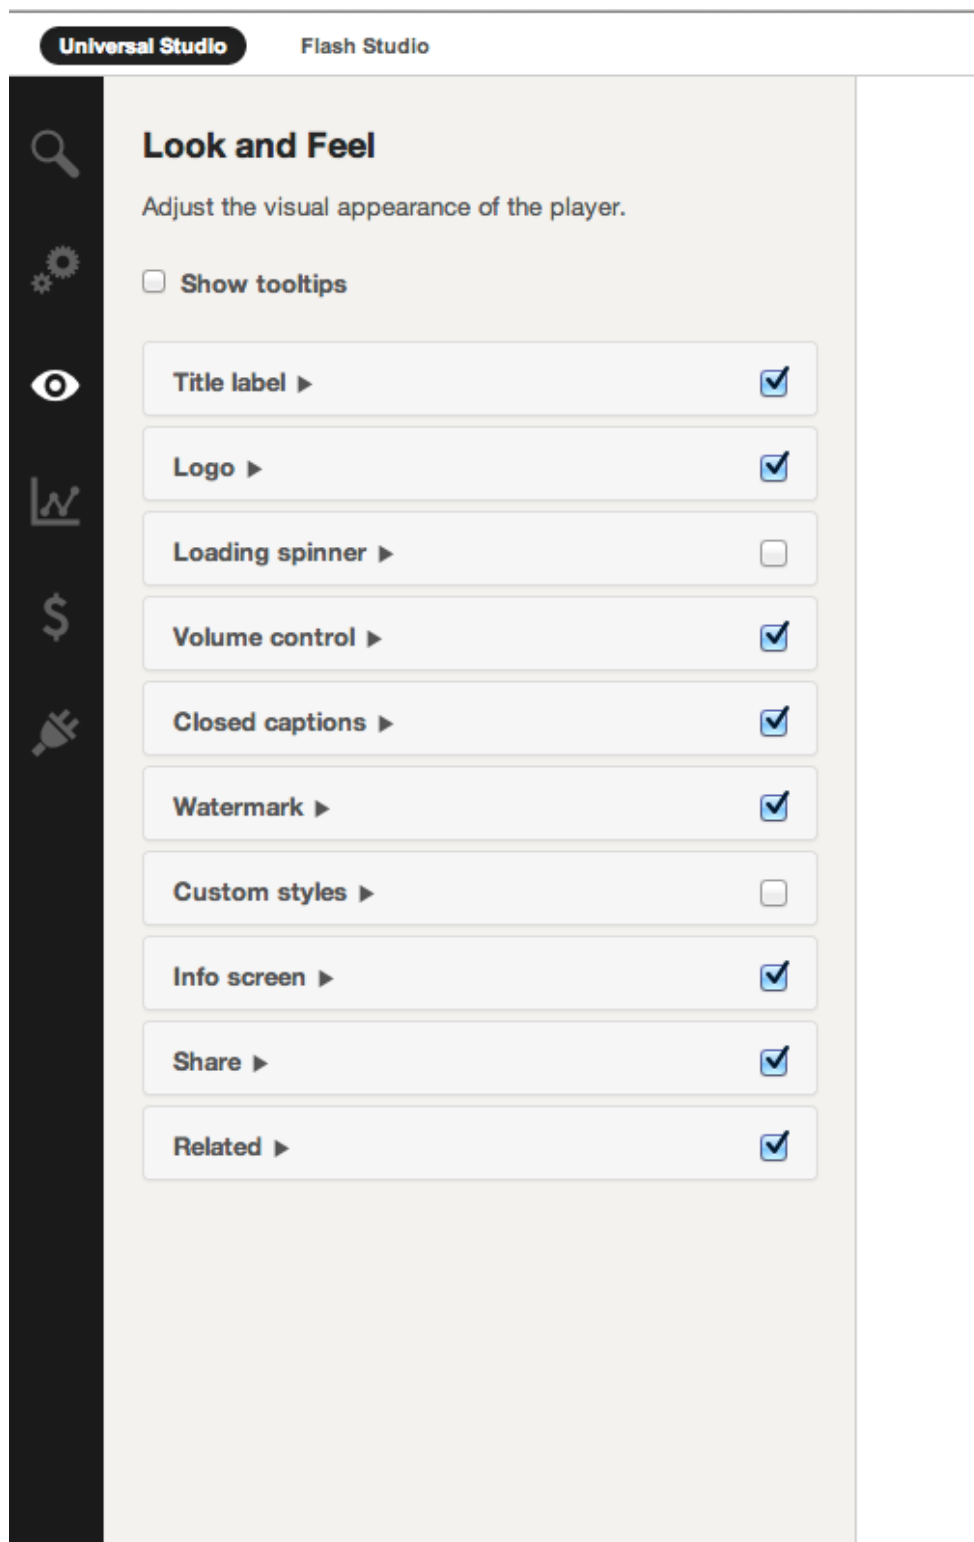 Universal Studio Flash Studio
Look and Feel
Adjust the visual appearance of the player.
Show tooltips
Title label
Logo
Loading spinner
Volume control
Closed captions
Watermark
Custom styles
Info screen
Share
Related